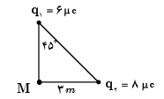 q₁ = ۶ μc
۴۵°
M
۳m
q₂ = ۸ μc